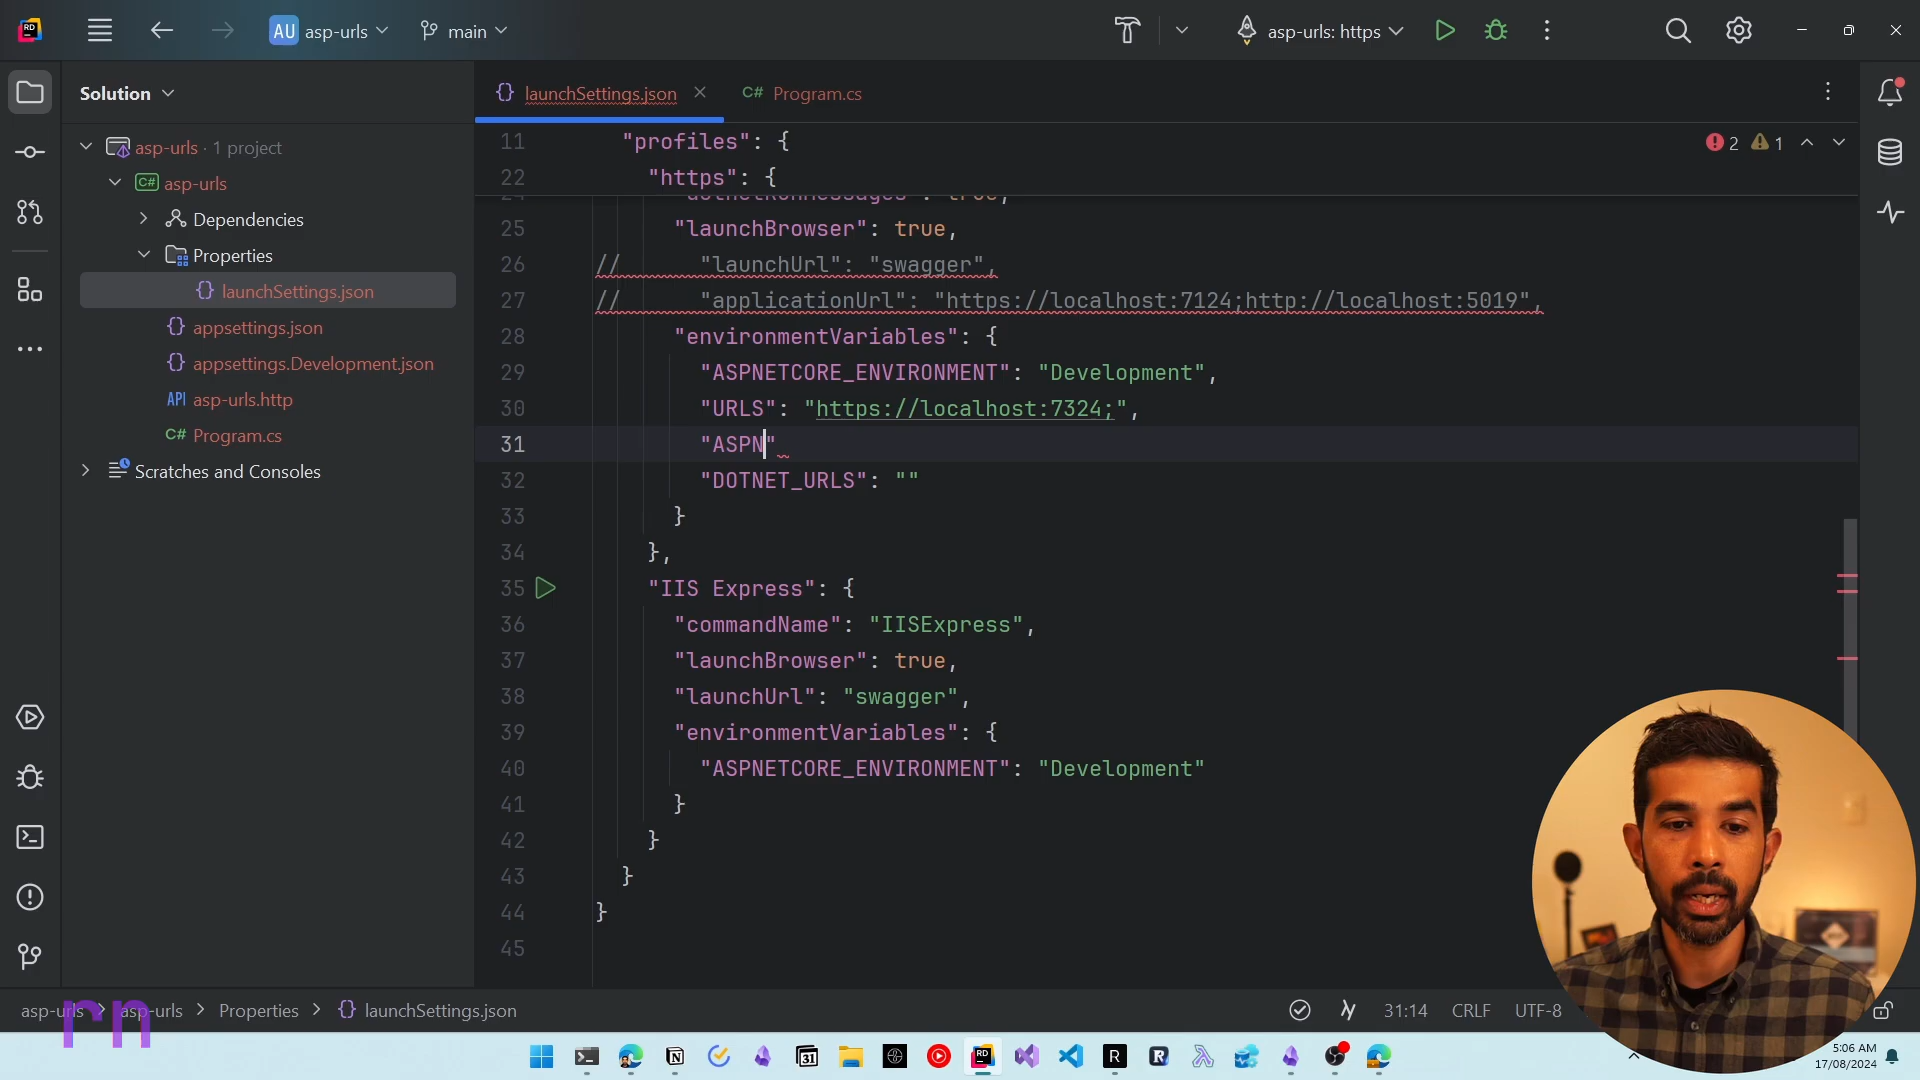 AU asp-urls main asp-urls: https
Solution
launchSettings.json
C# Program.cs
asp-urls · 1 project
C# asp-urls
Dependencies
Properties
{} launchSettings.json
{} appsettings.json
{} appsettings.Development.json
API asp-urls.http
C# Program.cs
Scratches and Consoles
2 1
11 "profiles": {
22 "https": {
25 "launchBrowser": true,
26 // "launchUrl": "swagger",
27 // "applicationUrl": "https://localhost:7124;http://localhost:5019",
28 "environmentVariables": {
29 "ASPNETCORE_ENVIRONMENT": "Development",
30 "URLS": "https://localhost:7324;",
31 "ASPN"
32 "DOTNET_URLS": ""
33 }
34 },
35 "IIS Express": {
36 "commandName": "IISExpress",
37 "launchBrowser": true,
38 "launchUrl": "swagger",
39 "environmentVariables": {
40 "ASPNETCORE_ENVIRONMENT": "Development"
41 }
42 }
43 }
44 }
45
asp-urls > asp-urls > Properties > {} launchSettings.json
31:14 CRLF UTF-8
rn
5:06 AM
17/08/2024